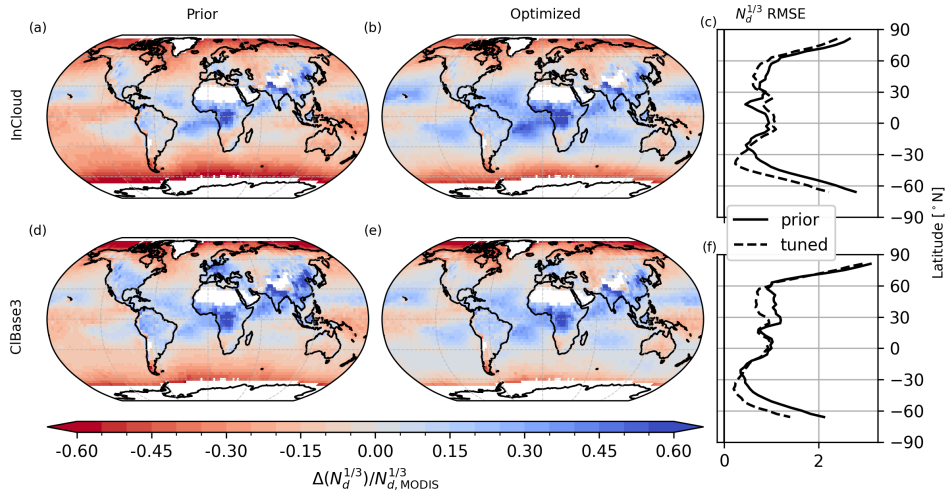 Prior
Optimized
(c) N_d^{1/3} RMSE
(a)
(b)
InCloud
90
60
30
0
−30
−60
−90
prior
tuned
Latitude [°N]
(d)
(e)
(f)
ClBase3
90
60
30
0
−30
−60
−90
0 2
-0.60 -0.45 -0.30 -0.15 0.00 0.15 0.30 0.45 0.60
Δ(N_d^{1/3})/N_{d, MODIS}^{1/3}